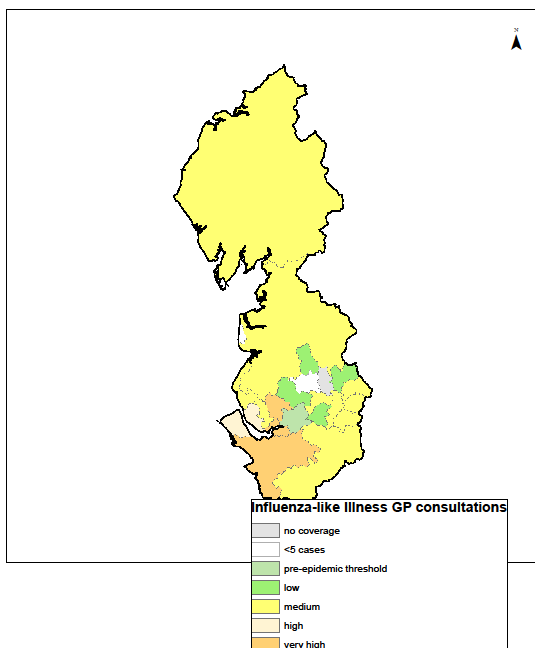 N
Influenza-like Illness GP consultations
no coverage
<5 cases
pre-epidemic threshold
low
medium
high
very high